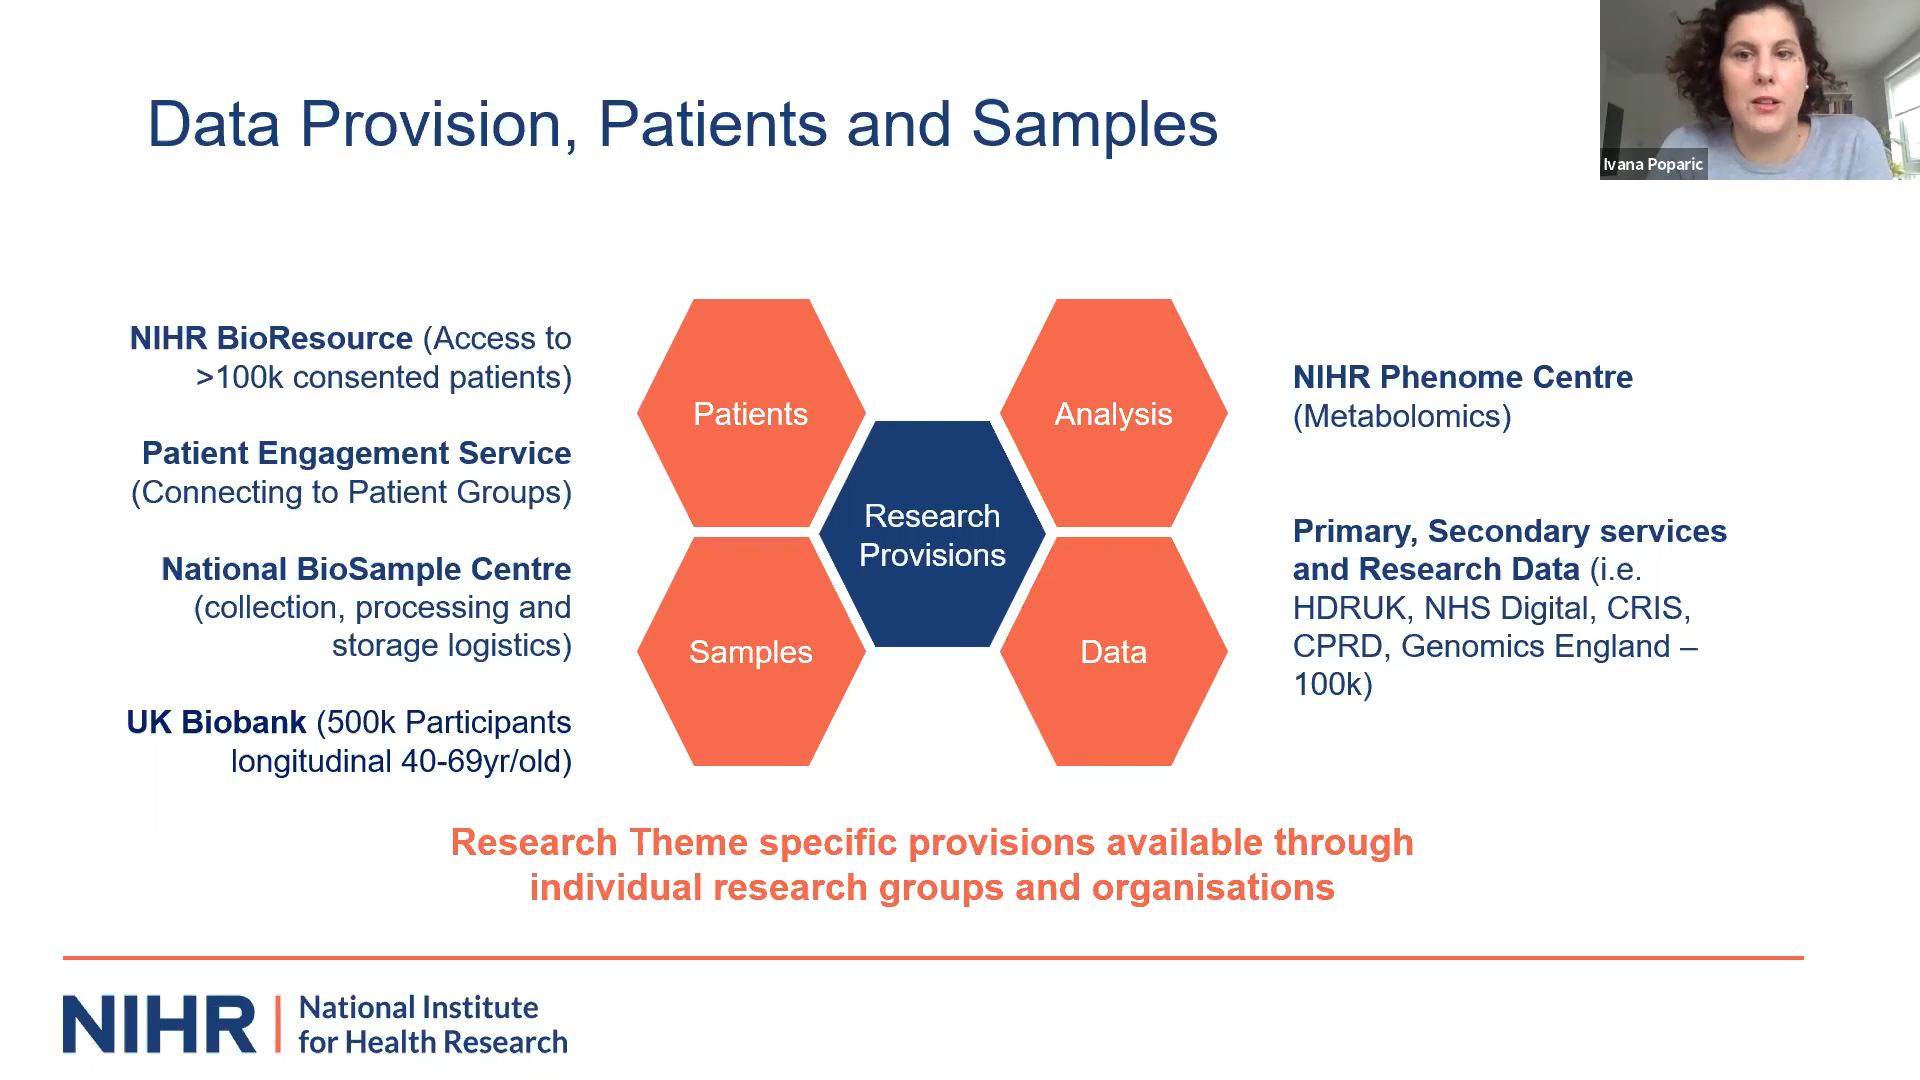 Data Provision, Patients and Samples
Ivana Poparic
NIHR BioResource (Access to
>100k consented patients)
Patient Engagement Service
(Connecting to Patient Groups)
National BioSample Centre
(collection, processing and
storage logistics)
UK Biobank (500k Participants
longitudinal 40-69yr/old)
Patients
Samples
Research
Provisions
Analysis
Data
NIHR Phenome Centre
(Metabolomics)
Primary, Secondary services
and Research Data (i.e.
HDRUK, NHS Digital, CRIS,
CPRD, Genomics England –
100k)
Research Theme specific provisions available through
individual research groups and organisations
NIHR | National Institute
for Health Research